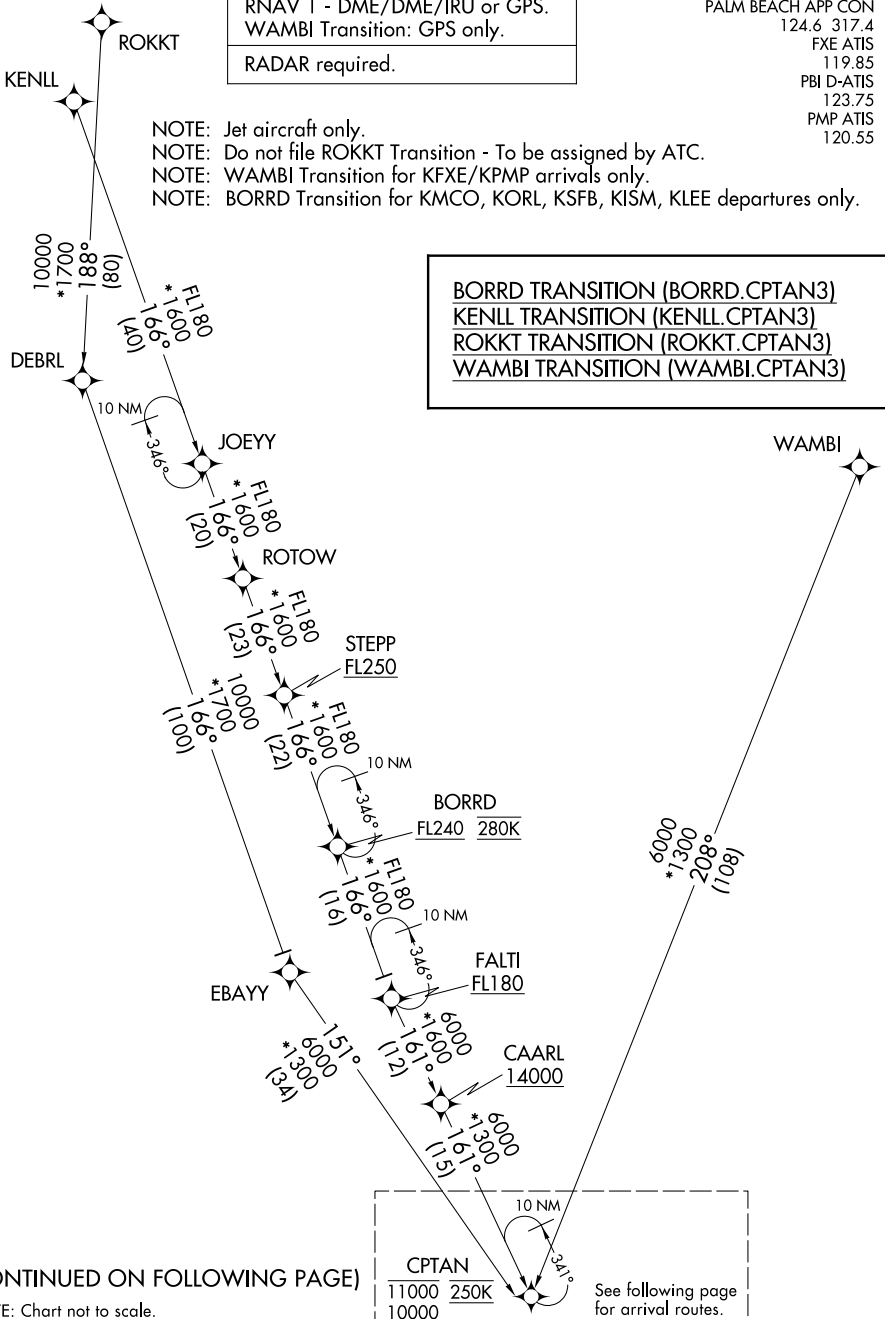 RNAV 1 - DME/DME/IRU or GPS.
WAMBI Transition: GPS only.
RADAR required.
PALM BEACH APP CON
124.6 317.4
FXE ATIS
119.85
PBI D-ATIS
123.75
PMP ATIS
120.55
ROKKT
KENLL
NOTE: Jet aircraft only.
NOTE: Do not file ROKKT Transition - To be assigned by ATC.
NOTE: WAMBI Transition for KFXE/KPMP arrivals only.
NOTE: BORRD Transition for KMCO, KORL, KSFB, KISM, KLEE departures only.
10000
*1700
188°
(80)
FL180
*1600
166°
(40)
BORRD TRANSITION (BORRD.CPTAN3)
KENLL TRANSITION (KENLL.CPTAN3)
ROKKT TRANSITION (ROKKT.CPTAN3)
WAMBI TRANSITION (WAMBI.CPTAN3)
DEBRL
10 NM
346°
JOEYY
WAMBI
FL180
*1600
166°
(20)
ROTOW
FL180
*1600
166°
(23)
STEPP
FL250
10000
*1700
166°
(100)
FL180
*1600
166°
(22)
10 NM
346°
BORRD
FL240 280K
6000
*1300
208°
(108)
FL180
*1600
166°
(16)
10 NM
346°
FALTI
FL180
EBAYY
151°
6000
*1300
(34)
6000
*1600
161°
(12)
CAARL
14000
6000
*1300
161°
(15)
10 NM
341°
CPTAN
11000 250K
10000
See following page
for arrival routes.
ONTINUED ON FOLLOWING PAGE)
TE: Chart not to scale.